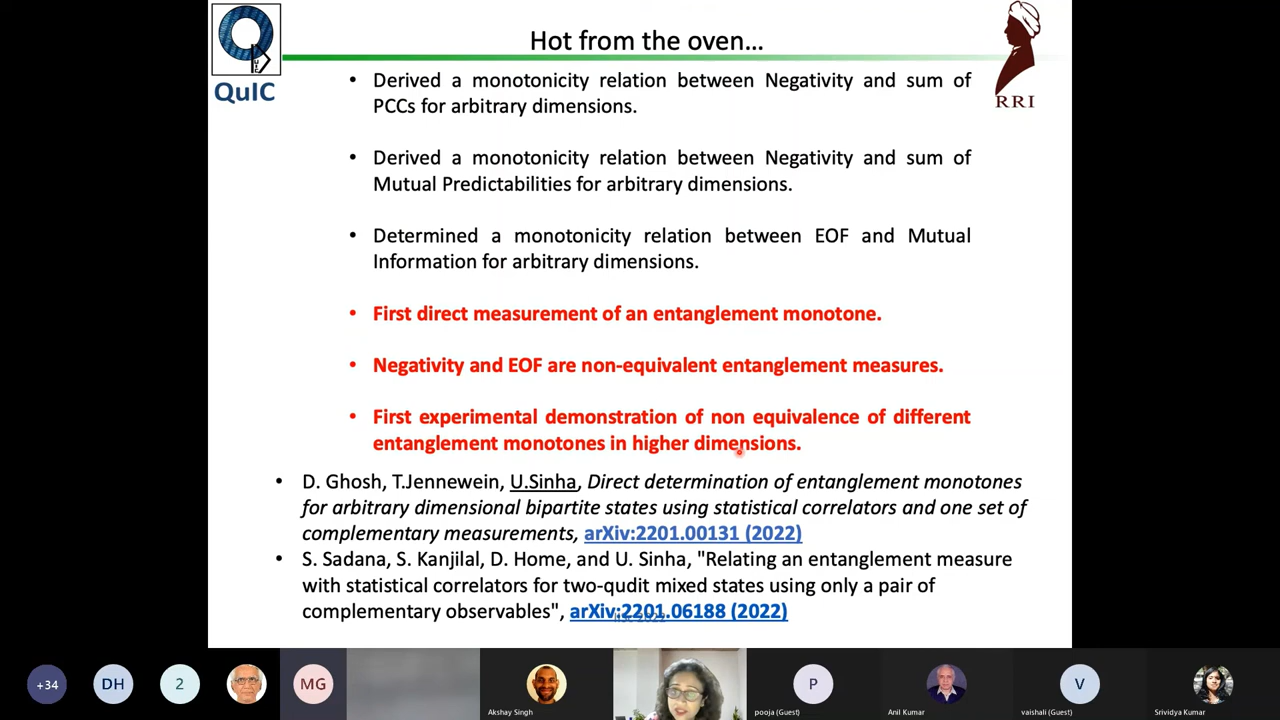 Hot from the oven...
QuIC
RRI
• Derived a monotonicity relation between Negativity and sum of
PCCs for arbitrary dimensions.
• Derived a monotonicity relation between Negativity and sum of
Mutual Predictabilities for arbitrary dimensions.
• Determined a monotonicity relation between EOF and Mutual
Information for arbitrary dimensions.
• First direct measurement of an entanglement monotone.
• Negativity and EOF are non-equivalent entanglement measures.
• First experimental demonstration of non equivalence of different
entanglement monotones in higher dimensions.
• D. Ghosh, T.Jennewein, U.Sinha, Direct determination of entanglement monotones
for arbitrary dimensional bipartite states using statistical correlators and one set of
complementary measurements, arXiv:2201.00131 (2022)
• S. Sadana, S. Kanjilal, D. Home, and U. Sinha, "Relating an entanglement measure
with statistical correlators for two-qudit mixed states using only a pair of
complementary observables", arXiv:2201.06188 (2022)
+34
DH
2
MG
Akshay Singh
P
pooja (Guest)
Anil Kumar
V
vaishali (Guest)
Srividya Kumar